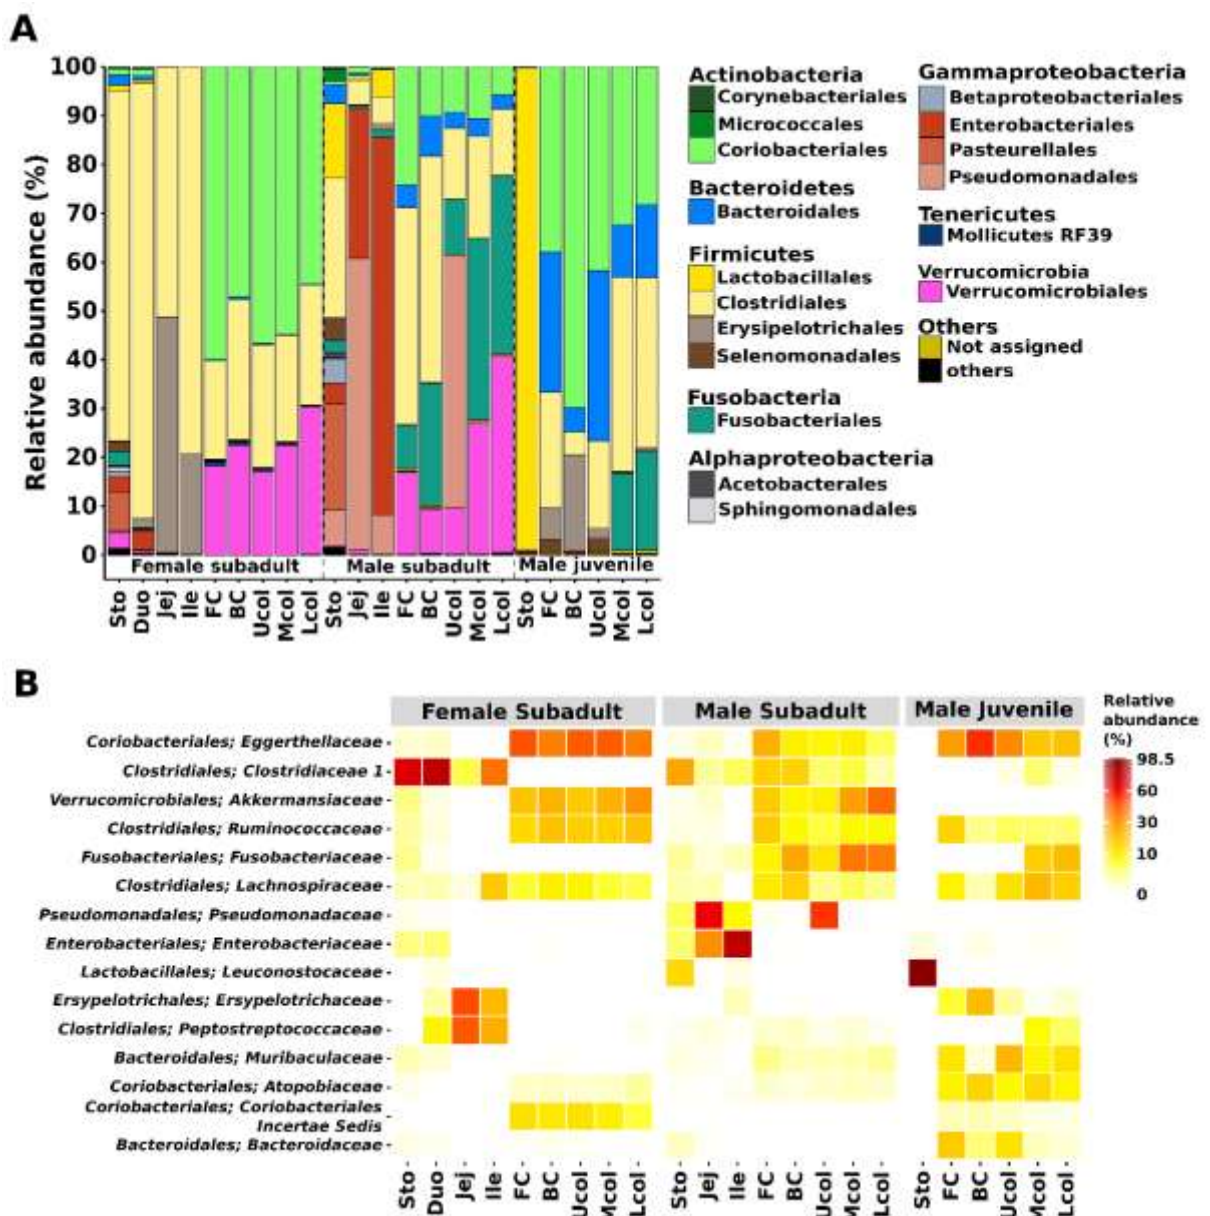 A
Relative abundance (%)
100
90
80
70
60
50
40
30
20
10
0
Female subadult
Male subadult
Male juvenile
Sto Duo Jej Ile FC BC Ucol Mcol Lcol Sto Jej Ile FC BC Ucol Mcol Lcol Sto FC BC Ucol Mcol Lcol
Actinobacteria
Corynebacteriales
Micrococcales
Coriobacteriales
Bacteroidetes
Bacteroidales
Firmicutes
Lactobacillales
Clostridiales
Erysipelotrichales
Selenomonadales
Fusobacteria
Fusobacteriales
Alphaproteobacteria
Acetobacterales
Sphingomonadales
Gammaproteobacteria
Betaproteobacteriales
Enterobacteriales
Pasteurellales
Pseudomonadales
Tenericutes
Mollicutes RF39
Verrucomicrobia
Verrucomicrobiales
Others
Not assigned
others
B
Female Subadult
Male Subadult
Male Juvenile
Coriobacteriales; Eggerthellaceae
Clostridiales; Clostridiaceae 1
Verrucomicrobiales; Akkermansiaceae
Clostridiales; Ruminococcaceae
Fusobacteriales; Fusobacteriaceae
Clostridiales; Lachnospiraceae
Pseudomonadales; Pseudomonadaceae
Enterobacteriales; Enterobacteriaceae
Lactobacillales; Leuconostocaceae
Ersypelotrichales; Ersypelotrichaceae
Clostridiales; Peptostreptococcaceae
Bacteroidales; Muribaculaceae
Coriobacteriales; Atopobiaceae
Coriobacteriales; Coriobacteriales
Incertae Sedis
Bacteroidales; Bacteroidaceae
Sto Duo Jej Ile FC BC Ucol Mcol Lcol Sto Jej Ile FC BC Ucol Mcol Lcol Sto FC BC Ucol Mcol Lcol
Relative
abundance
(%)
98.5
60
30
10
0